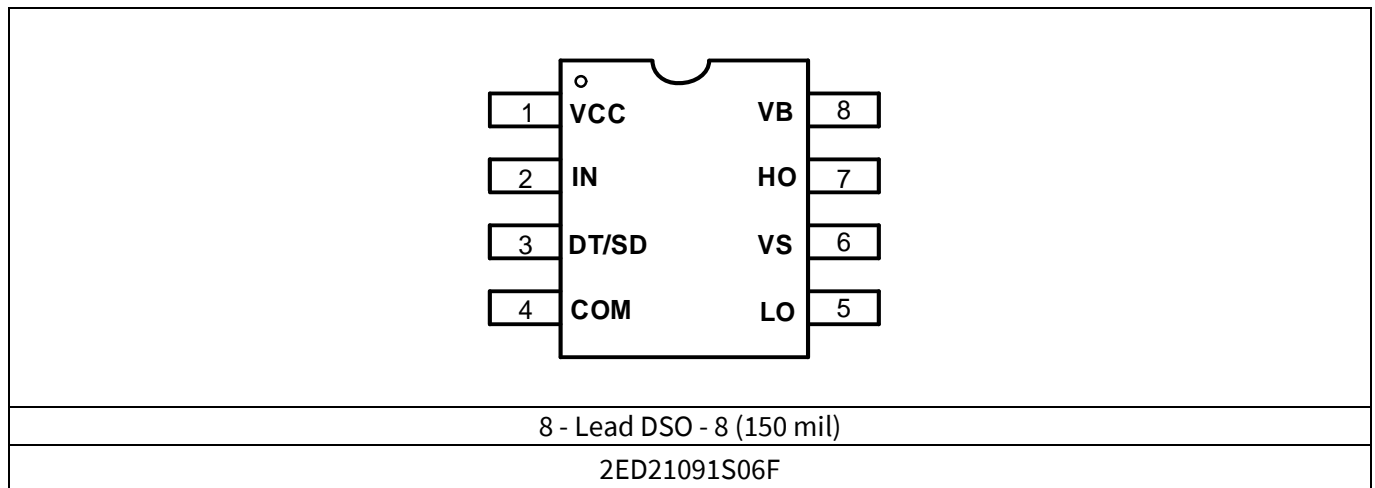 1 VCC VB 8
2 IN HO 7
3 DT/SD VS 6
4 COM LO 5
8 - Lead DSO - 8 (150 mil)
2ED21091S06F